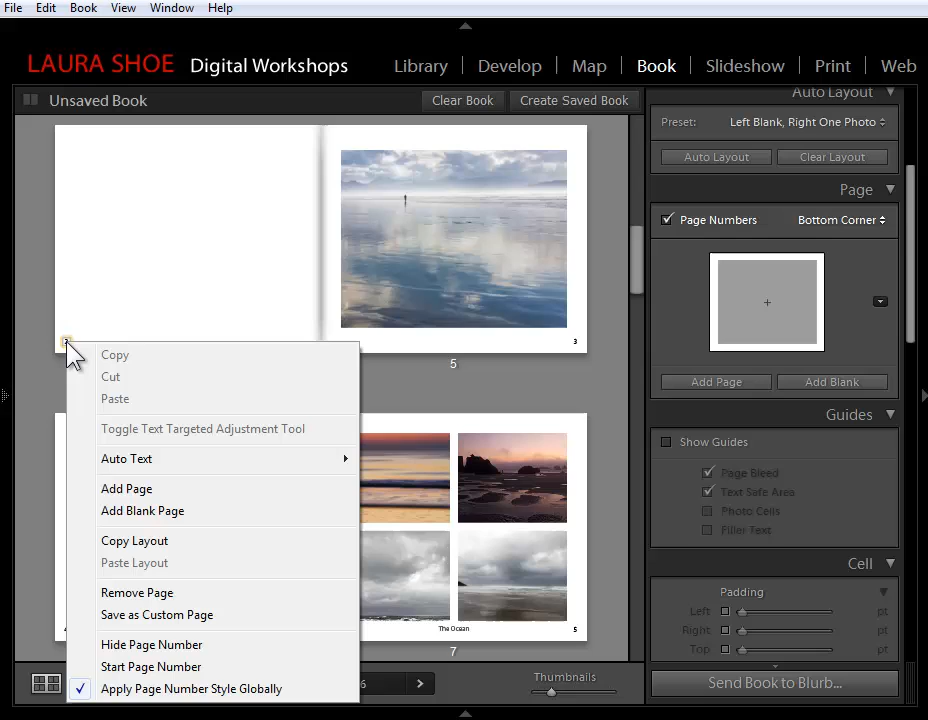 File Edit Book View Window Help
LAURA SHOE Digital Workshops Library Develop Map Book Slideshow Print Web
Unsaved Book Clear Book Create Saved Book
Auto Layout
Preset: Left Blank, Right One Photo
Auto Layout Clear Layout
Page
Page Numbers Bottom Corner
Add Page Add Blank
Guides
Show Guides
Page Bleed
Text Safe Area
Photo Cells
Filler Text
Cell
Padding
Left pt
Right pt
Top pt
Send Book to Blurb...
3
5
Copy
Cut
Paste
Toggle Text Targeted Adjustment Tool
Auto Text
Add Page
Add Blank Page
Copy Layout
Paste Layout
Remove Page
Save as Custom Page
Hide Page Number
Start Page Number
Apply Page Number Style Globally
The Ocean 5
7
6
Thumbnails